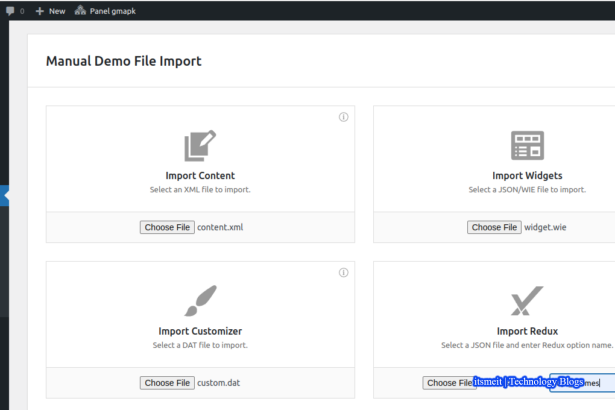 0 New Panel gmapk
Manual Demo File Import
Import Content
Select an XML file to import.
Choose File content.xml
Import Widgets
Select a JSON/WIE file to import.
Choose File widget.wie
Import Customizer
Select a DAT file to import.
Choose File custom.dat
Import Redux
Select a JSON file and enter Redux option name.
Choose File
itsmeit | Technology Blogs